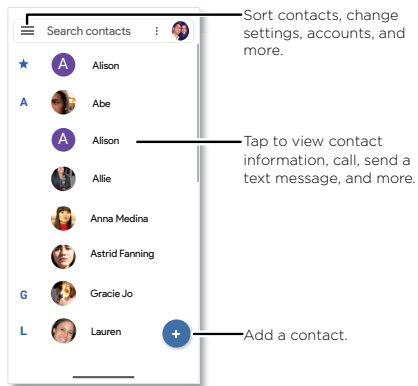 Search contacts
A Alison
A Abe
A Alison
Allie
Anna Medina
Astrid Fanning
G Gracie Jo
L Lauren
Sort contacts, change
settings, accounts, and
more.
Tap to view contact
information, call, send a
text message, and more.
Add a contact.